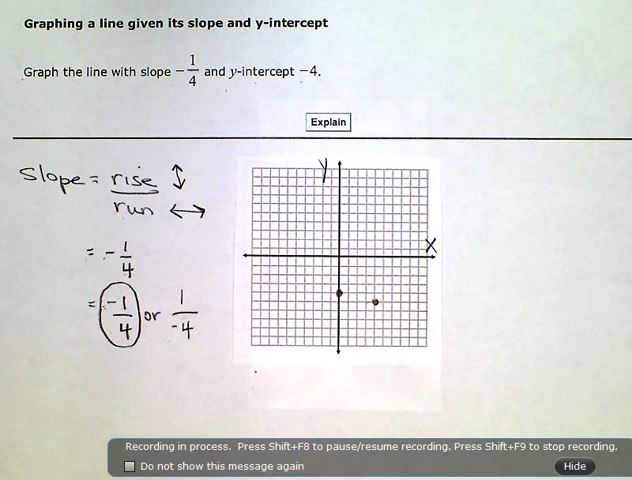 Graphing a line given its slope and y-intercept
Graph the line with slope −1/4 and y-intercept −4.
Explain
Slope = rise ↕
run ↔
= -1/4
= -1/4 or 1/-4
y
x
Recording in process. Press Shift+F8 to pause/resume recording. Press Shift+F9 to stop recording.
Do not show this message again
Hide